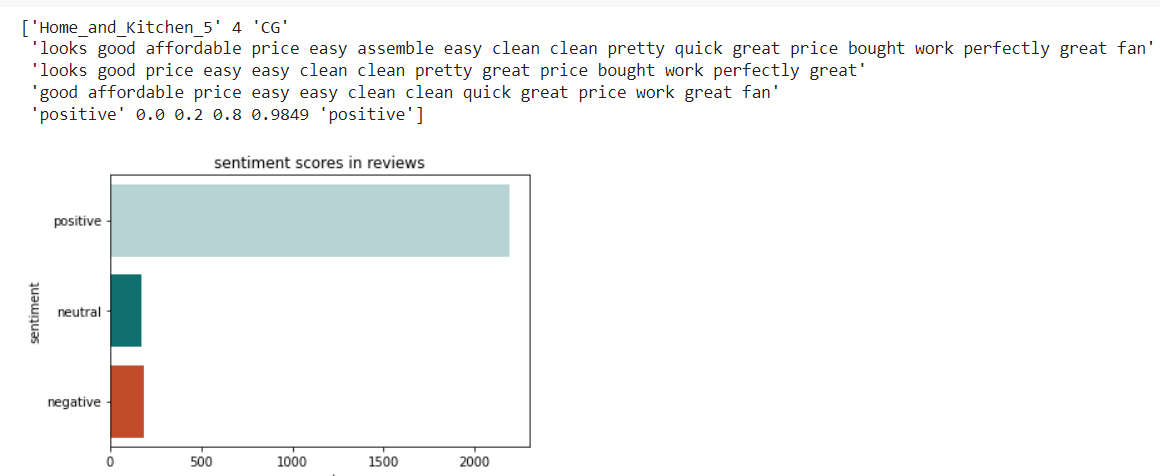 ['Home_and_Kitchen_5' 4 'CG'
'looks good affordable price easy assemble easy clean clean pretty quick great price bought work perfectly great fan'
'looks good price easy easy clean clean pretty great price bought work perfectly great'
'good affordable price easy easy clean clean quick great price work great fan'
'positive' 0.0 0.2 0.8 0.9849 'positive']
sentiment scores in reviews
positive
neutral
negative
sentiment
0 500 1000 1500 2000